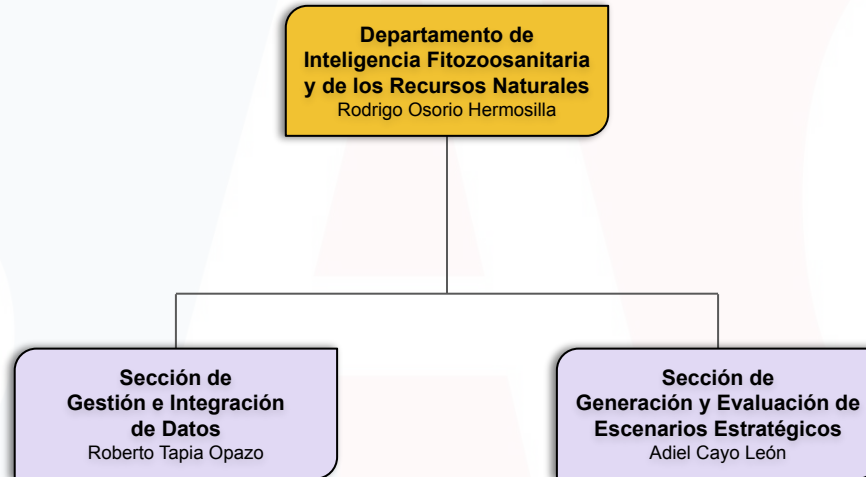 Departamento de
Inteligencia Fitozoosanitaria
y de los Recursos Naturales
Rodrigo Osorio Hermosilla
Sección de
Gestión e Integración
de Datos
Roberto Tapia Opazo
Sección de
Generación y Evaluación de
Escenarios Estratégicos
Adiel Cayo León